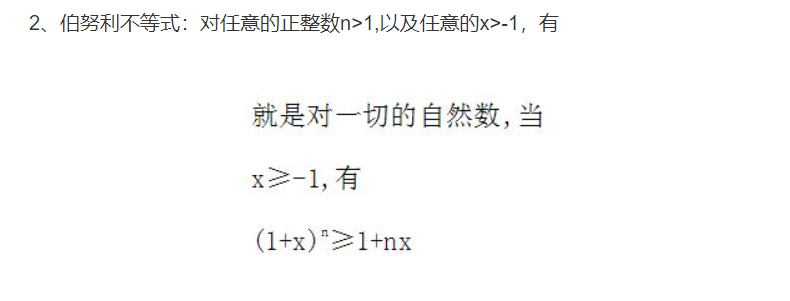 2、伯努利不等式：对任意的正整数n>1,以及任意的x>-1，有
就是对一切的自然数,当
x≥-1,有
(1+x)ⁿ≥1+nx